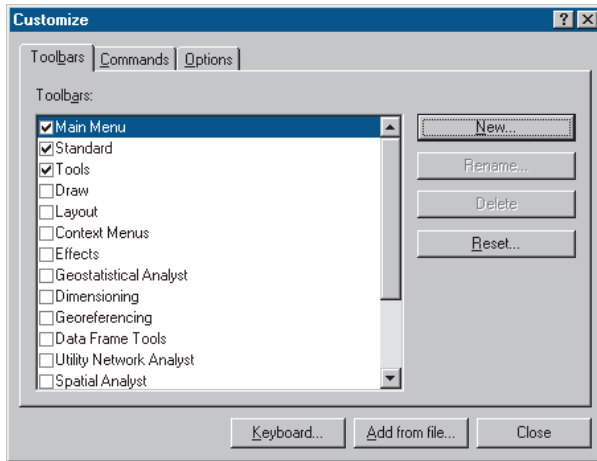 Customize
Toolbars Commands Options
Toolbars:
Main Menu
Standard
Tools
Draw
Layout
Context Menus
Effects
Geostatistical Analyst
Dimensioning
Georeferencing
Data Frame Tools
Utility Network Analyst
Spatial Analyst
New...
Rename...
Delete
Reset...
Keyboard... Add from file... Close